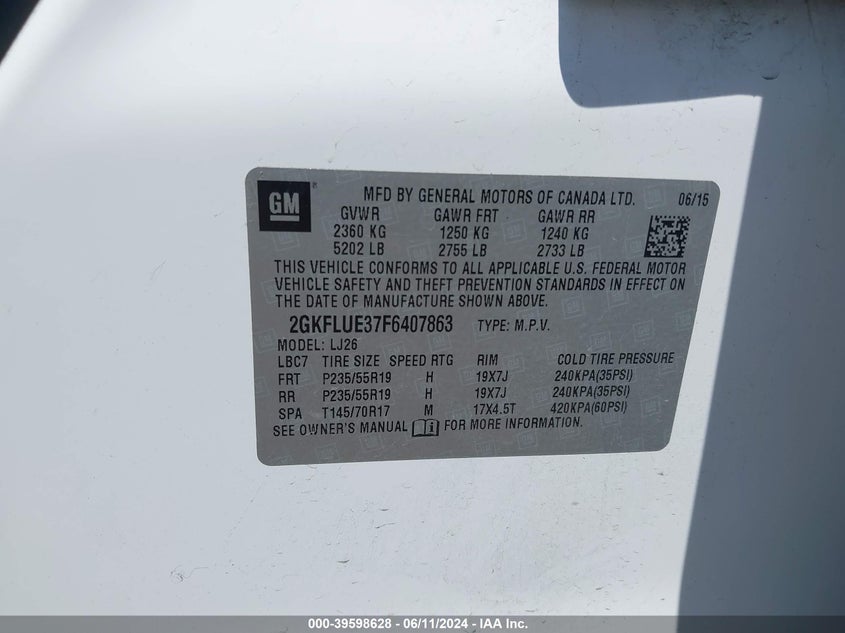 GM
®
MFD BY GENERAL MOTORS OF CANADA LTD. 06/15
GVWR GAWR FRT GAWR RR
2360 KG 1250 KG 1240 KG
5202 LB 2755 LB 2733 LB
THIS VEHICLE CONFORMS TO ALL APPLICABLE U.S. FEDERAL MOTOR
VEHICLE SAFETY AND THEFT PREVENTION STANDARDS IN EFFECT ON
THE DATE OF MANUFACTURE SHOWN ABOVE.
2GKFLUE37F6407863 TYPE: M.P.V.
MODEL: LJ26
LBC7 TIRE SIZE SPEED RTG RIM COLD TIRE PRESSURE
FRT P235/55R19 H 19X7J 240KPA(35PSI)
RR P235/55R19 H 19X7J 240KPA(35PSI)
SPA T145/70R17 M 17X4.5T 420KPA(60PSI)
SEE OWNER'S MANUAL i FOR MORE INFORMATION.
000-39598628 - 06/11/2024 - IAA Inc.